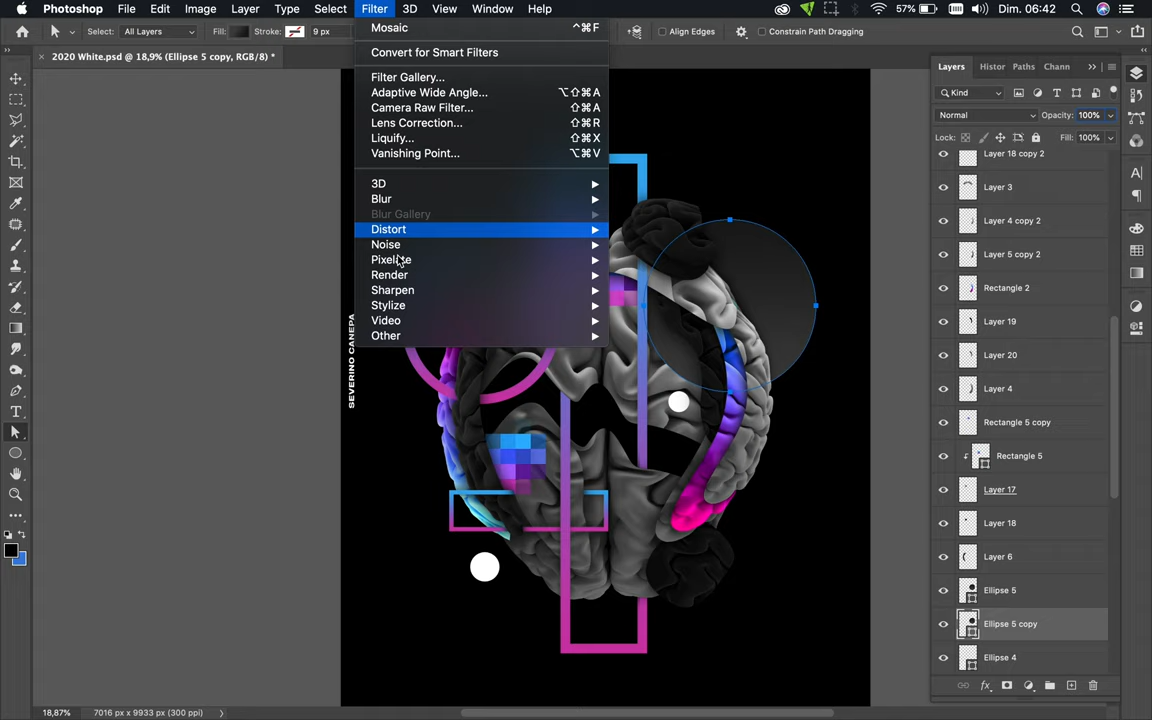 Photoshop File Edit Image Layer Type Select Filter 3D View Window Help 57% Dim. 06:42
Select: All Layers Fill: Stroke: 9 px Align Edges Constrain Path Dragging
2020 White.psd @ 18,9% (Ellipse 5 copy, RGB/8) *
Mosaic ^⌘F
Convert for Smart Filters
Filter Gallery...
Adaptive Wide Angle... ⌥⇧⌘A
Camera Raw Filter... ⇧⌘A
Lens Correction... ⇧⌘R
Liquify... ⇧⌘X
Vanishing Point... ⌥⌘V
3D
Blur
Blur Gallery
Distort
Noise
Pixelate
Render
Sharpen
Stylize
Video
Other
SEVERINO CANEPA
Layers Histor Paths Chann
Kind
Normal Opacity: 100%
Lock: Fill: 100%
Layer 18 copy 2
Layer 3
Layer 4 copy 2
Layer 5 copy 2
Rectangle 2
Layer 19
Layer 20
Layer 4
Rectangle 5 copy
Rectangle 5
Layer 17
Layer 18
Layer 6
Ellipse 5
Ellipse 5 copy
Ellipse 4
fx
18,87% 7016 px x 9933 px (300 ppi)